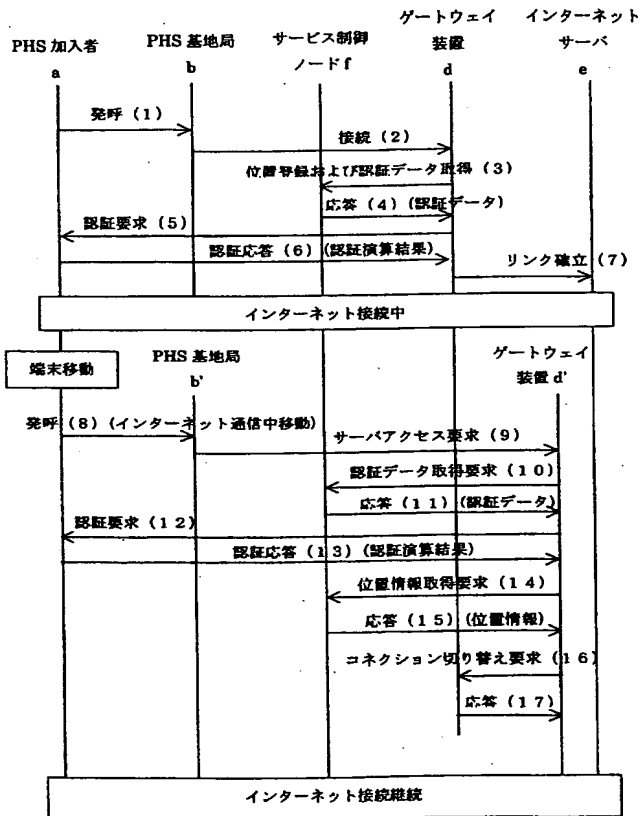 PHS 加入者
a
PHS 基地局
b
サービス制御
ノードf
ゲートウェイ
装置
d
インターネット
サーバ
e
発呼(1)
接続(2)
位置登録および認証データ取得(3)
応答(4)(認証データ)
認証要求(5)
認証応答(6)(認証演算結果)
リンク確立(7)
インターネット接続中
端末移動
PHS 基地局
b'
ゲートウェイ
装置d'
発呼(8)(インターネット通信中移動)
サーバアクセス要求(9)
認証データ取得要求(10)
応答(11)(認証データ)
認証要求(12)
認証応答(13)(認証演算結果)
位置情報取得要求(14)
応答(15)(位置情報)
コネクション切り替え要求(16)
応答(17)
インターネット接続継続